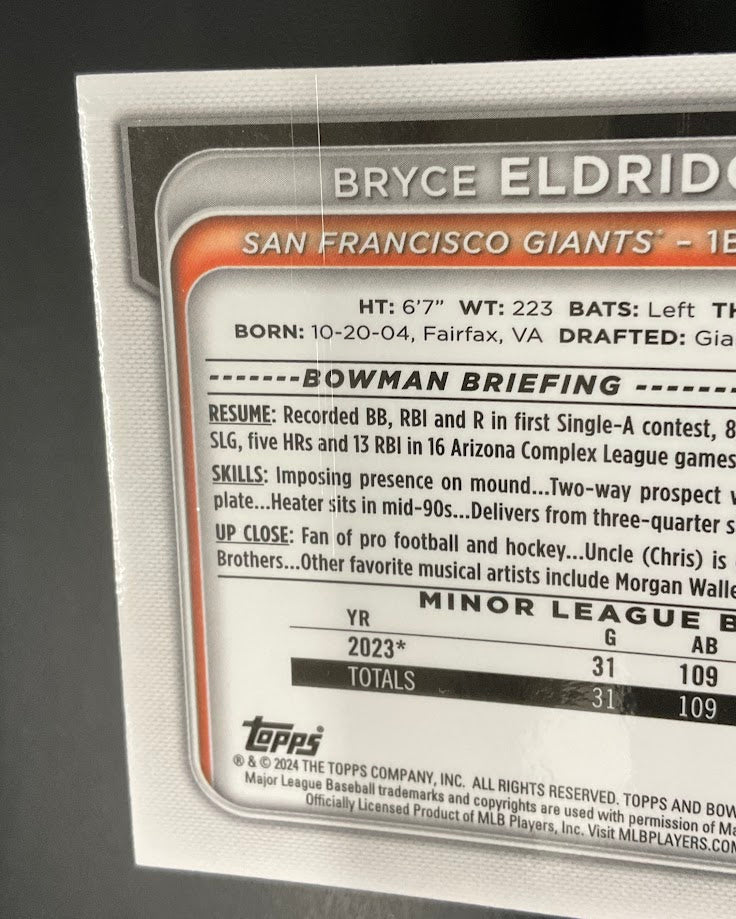 BRYCE ELDRIDG
SAN FRANCISCO GIANTS - 1B
HT: 6'7" WT: 223 BATS: Left TH
BORN: 10-20-04, Fairfax, VA DRAFTED: Gia
BOWMAN BRIEFING
RESUME: Recorded BB, RBI and R in first Single-A contest, 8
SLG, five HRs and 13 RBI in 16 Arizona Complex League games
SKILLS: Imposing presence on mound...Two-way prospect w
plate...Heater sits in mid-90s...Delivers from three-quarter s
UP CLOSE: Fan of pro football and hockey...Uncle (Chris) is
Brothers...Other favorite musical artists include Morgan Walle
MINOR LEAGUE B
YR G AB
2023* 31 109
TOTALS 31 109
Topps®
® & © 2024 THE TOPPS COMPANY, INC. ALL RIGHTS RESERVED. TOPPS AND BOW
Major League Baseball trademarks and copyrights are used with permission of Ma
Officially Licensed Product of MLB Players, Inc. Visit MLBPLAYERS.COM